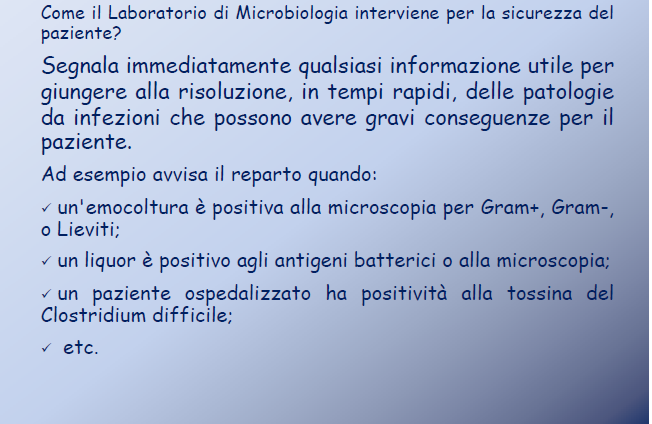 Come il Laboratorio di Microbiologia interviene per la sicurezza del
paziente?
Segnala immediatamente qualsiasi informazione utile per
giungere alla risoluzione, in tempi rapidi, delle patologie
da infezioni che possono avere gravi conseguenze per il
paziente.
Ad esempio avvisa il reparto quando:
✓ un'emocoltura è positiva alla microscopia per Gram+, Gram-,
o Lieviti;
✓ un liquor è positivo agli antigeni batterici o alla microscopia;
✓ un paziente ospedalizzato ha positività alla tossina del
Clostridium difficile;
✓ etc.